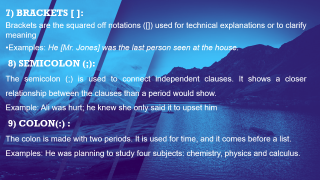 7) BRACKETS [ ]:
Brackets are the squared off notations ([]) used for technical explanations or to clarify
meaning
•Examples: He [Mr. Jones] was the last person seen at the house.
8) SEMICOLON (;):
The semicolon (;) is used to connect independent clauses. It shows a closer
relationship between the clauses than a period would show.
Example: Ali was hurt; he knew she only said it to upset him
9) COLON(:) :
The colon is made with two periods. It is used for time, and it comes before a list.
Examples: He was planning to study four subjects: chemistry, physics and calculus.